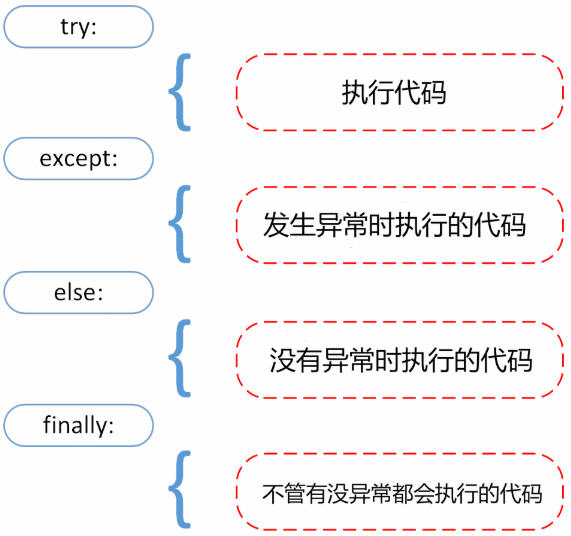 try:
执行代码
except:
发生异常时执行的代码
else:
没有异常时执行的代码
finally:
不管有没异常都会执行的代码